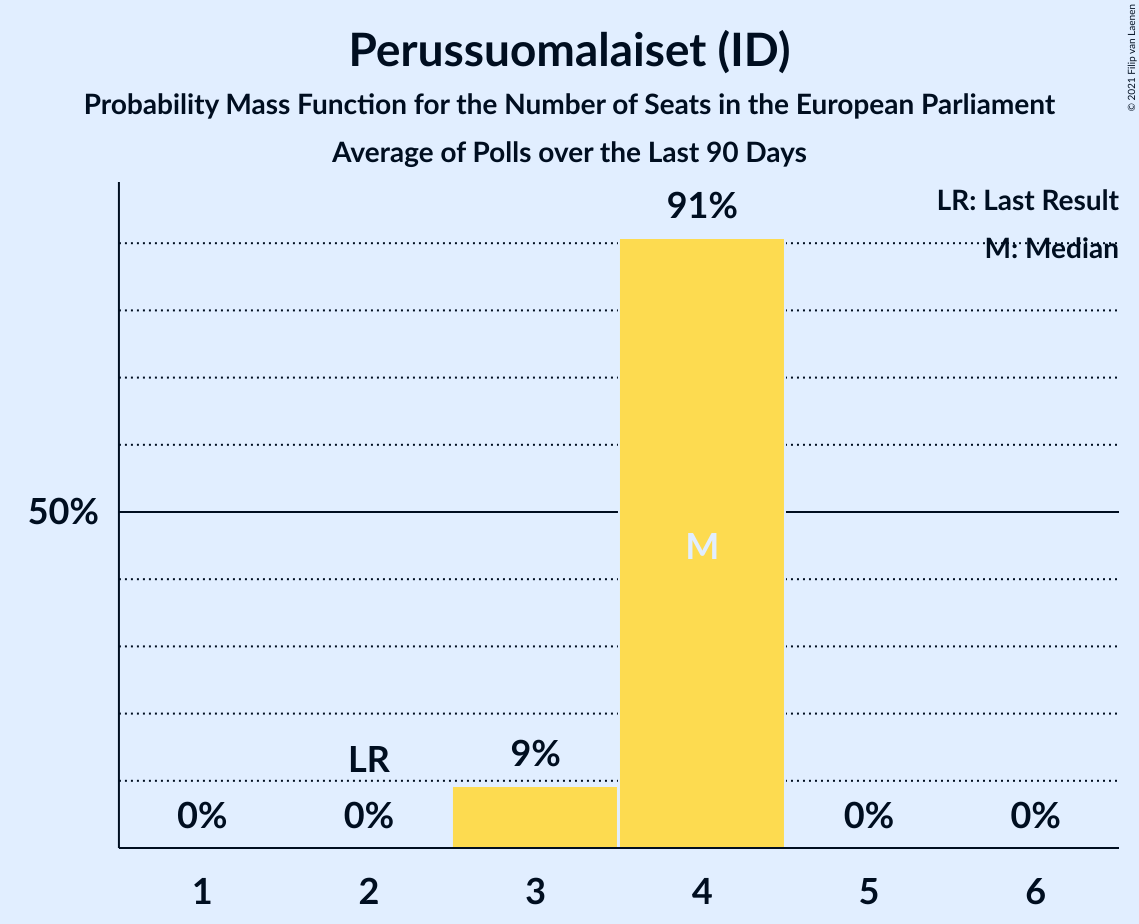 Perussuomalaiset (ID)
Probability Mass Function for the Number of Seats in the European Parliament
Average of Polls over the Last 90 Days
© 2021 Filip van Laenen
LR: Last Result
M: Median
91%
50%
M
LR
9%
0%
0%
0%
0%
1
2
3
4
5
6